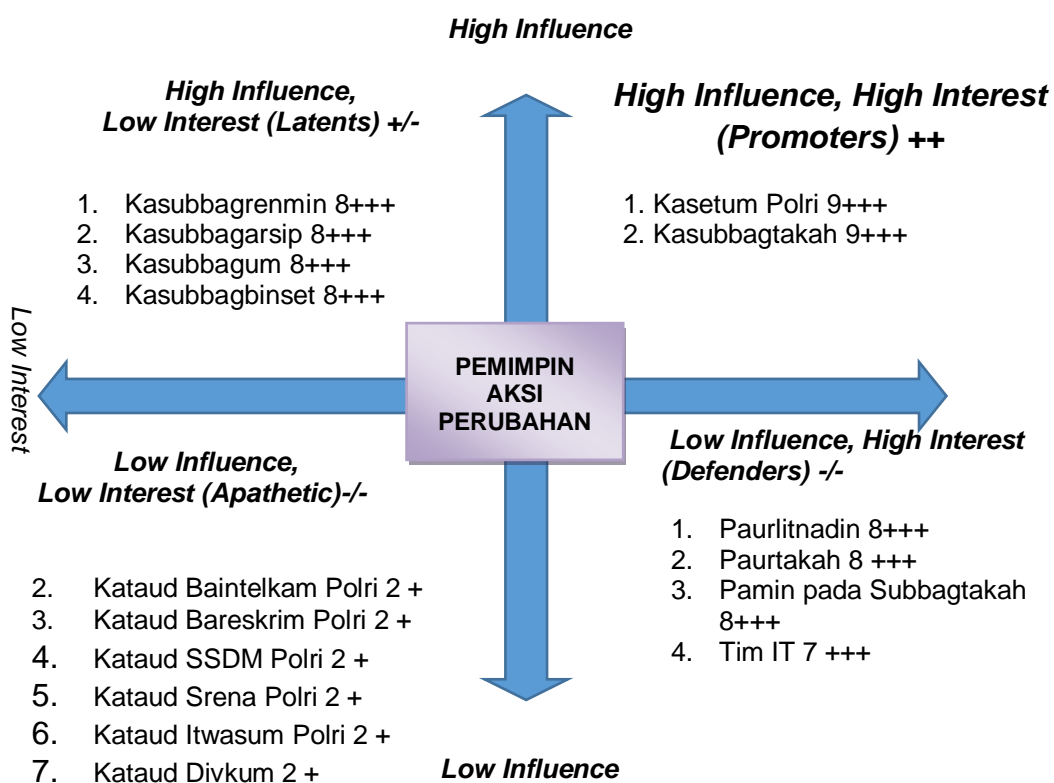 High Influence
High Influence,
Low Interest (Latents) +/-
1. Kasubbagrenmin 8+++
2. Kasubbagarsip 8+++
3. Kasubbagum 8+++
4. Kasubbagbinset 8+++
High Influence, High Interest
(Promoters) ++
1. Kasetum Polri 9+++
2. Kasubbagtakah 9+++
Low Interest
PEMIMPIN
AKSI
PERUBAHAN
Low Influence,
Low Interest (Apathetic)-/-
2. Kataud Baintelkam Polri 2 +
3. Kataud Bareskrim Polri 2 +
4. Kataud SSDM Polri 2 +
5. Kataud Srena Polri 2 +
6. Kataud Itwasum Polri 2 +
7. Kataud Divkum 2 +
Low Influence, High Interest
(Defenders) -/-
1. Paurlitnadin 8+++
2. Paurtakah 8 +++
3. Pamin pada Subbagtakah
8+++
4. Tim IT 7 +++
Low Influence